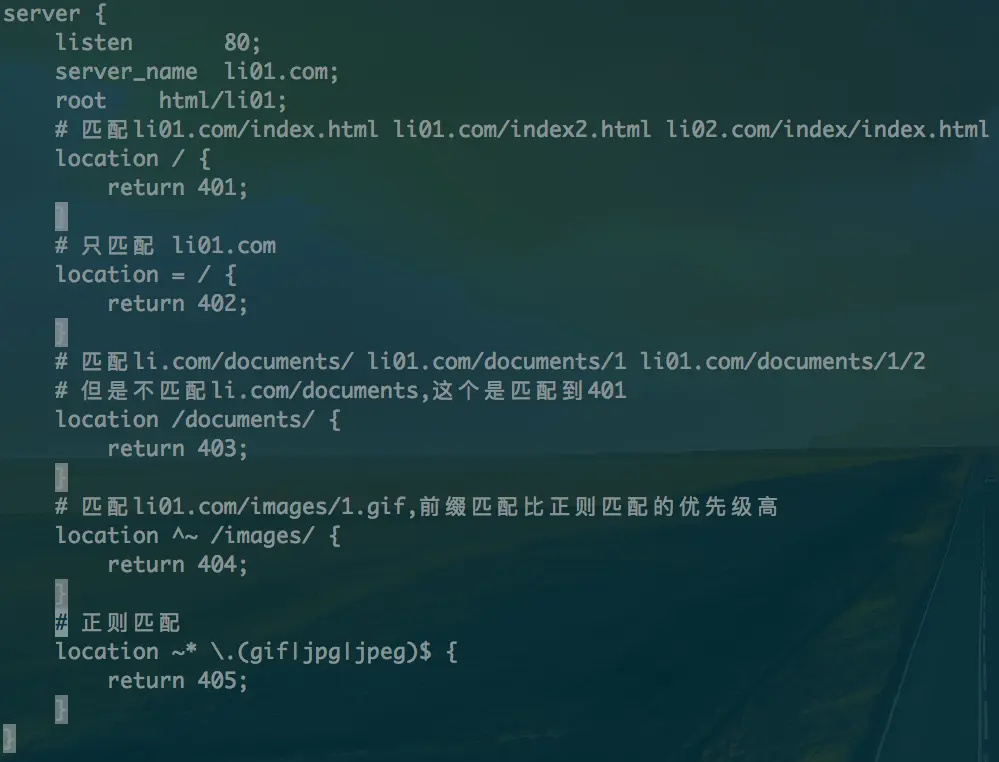 server {
    listen       80;
    server_name  li01.com;
    root    html/li01;
    # 匹配li01.com/index.html li01.com/index2.html li02.com/index/index.html
    location / {
        return 401;
    }
    # 只匹配 li01.com
    location = / {
        return 402;
    }
    # 匹配li.com/documents/ li01.com/documents/1 li01.com/documents/1/2
    # 但是不匹配li.com/documents,这个是匹配到401
    location /documents/ {
        return 403;
    }
    # 匹配li01.com/images/1.gif,前缀匹配比正则匹配的优先级高
    location ^~ /images/ {
        return 404;
    }
    # 正则匹配
    location ~* \.(gif|jpg|jpeg)$ {
        return 405;
    }
}